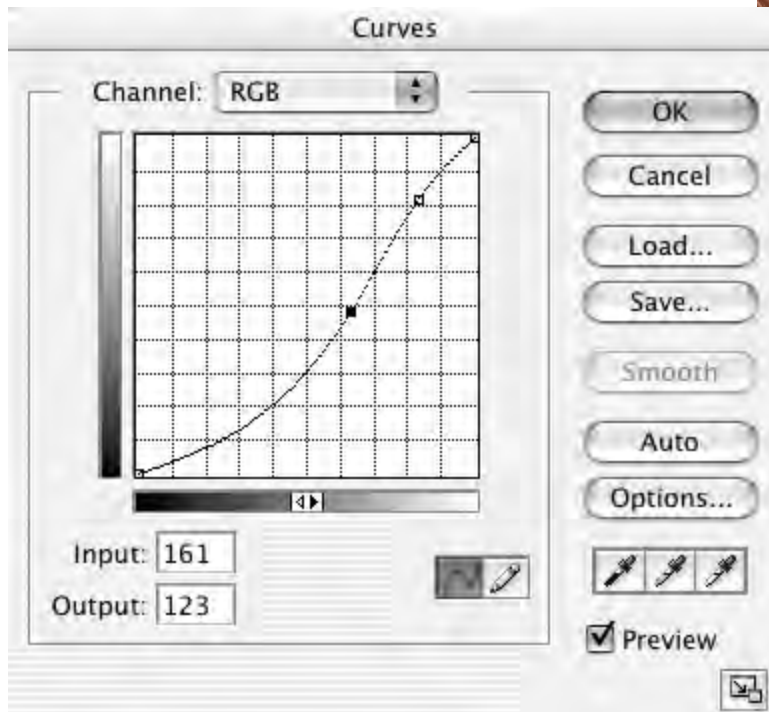 Curves
Channel: RGB
OK
Cancel
Load...
Save...
Smooth
Auto
Options...
Input: 161
Output: 123
Preview